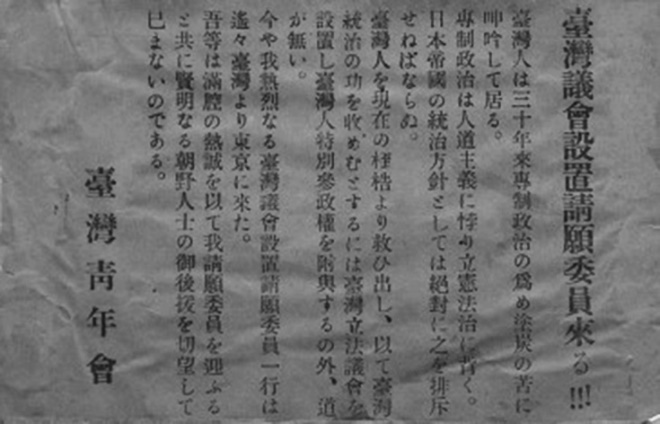 臺灣議會設置請願委員來る!!!
臺灣人は三十年來專制政治の爲め塗炭の苦に
呻吟して居る。
專制政治は人道主義に悖り立憲法治に背く。
日本帝國の統治方針としては絕對に之を排斥
せねばならぬ。
臺灣人を現在の桎梏より救ひ出し、以て臺灣
統治の功を收めむとするには臺灣立法議會を
設置し臺灣人特別參政權を附與するの外、道
が無い。
今や我熱烈なる臺灣議會設置請願委員一行は
遙々臺灣より東京に來た。
吾等は滿腔の熱誠を以て我請願委員を迎ふる
と共に賢明なる朝野人士の御後援を切望して
已まないのである。
臺灣靑年會